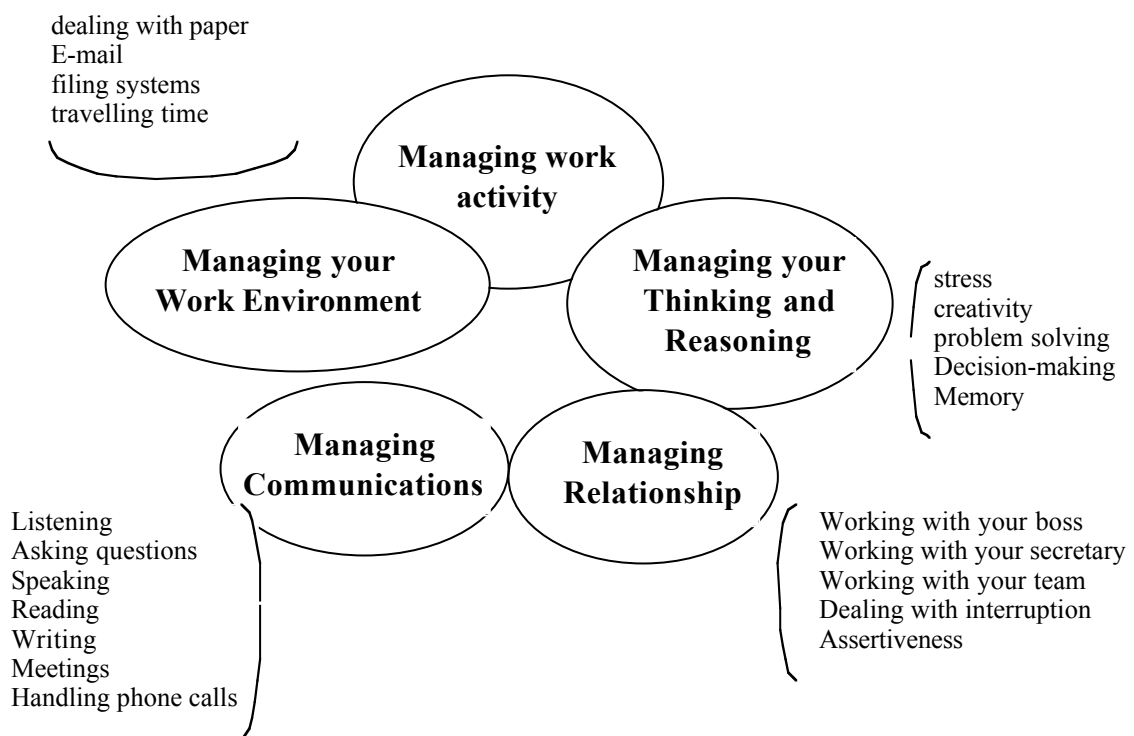 dealing with paper
E-mail
filing systems
travelling time
Managing work
activity
Managing your
Work Environment
Managing your
Thinking and
Reasoning
stress
creativity
problem solving
Decision-making
Memory
Managing
Communications
Managing
Relationship
Listening
Asking questions
Speaking
Reading
Writing
Meetings
Handling phone calls
Working with your boss
Working with your secretary
Working with your team
Dealing with interruption
Assertiveness